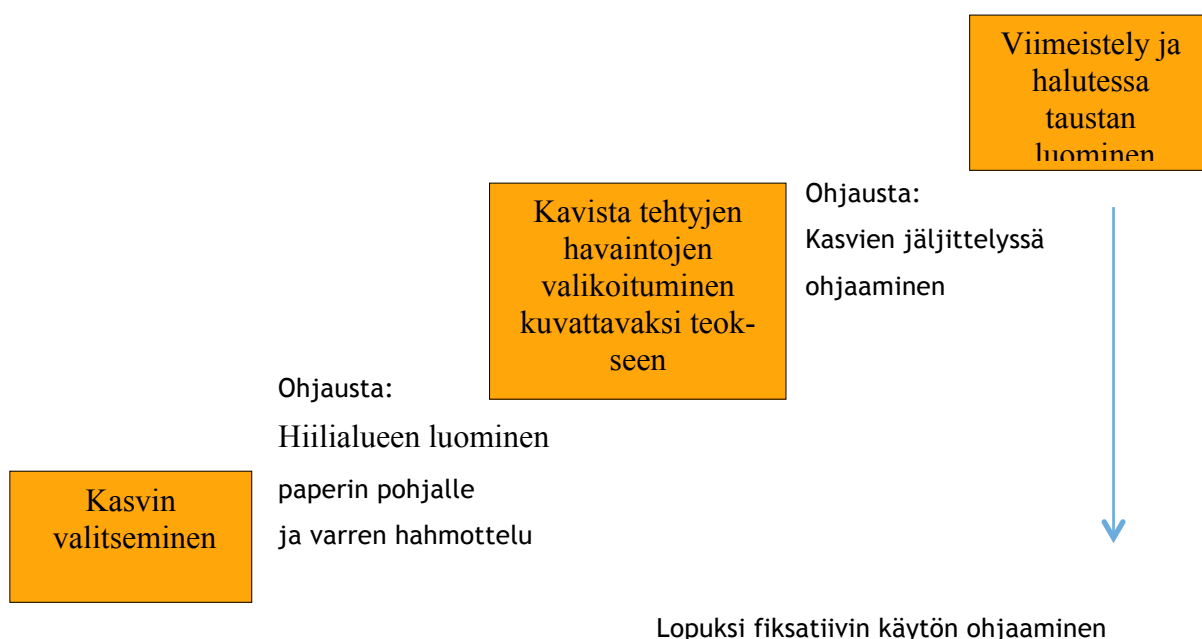 Viimeistely ja
halutessa
taustan
luominen
Kavista tehtyjen
havaintojen
valikoituminen
kuvattavaksi teok-
seen
Ohjausta:
Kasvien jäljittelyssä
ohjaaminen
Ohjausta:
Hiilialueen luominen
paperin pohjalle
ja varren hahmottelu
Kasvin
valitseminen
Lopuksi fiksatiivin käytön ohjaaminen